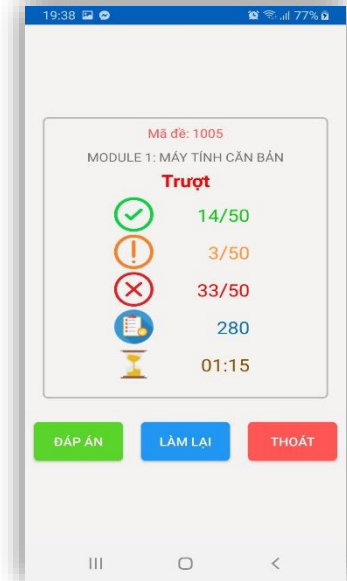 19:38 77%
Mã đề: 1005
MODULE 1: MÁY TÍNH CĂN BẢN
Trượt
14/50
3/50
33/50
280
01:15
ĐÁP ÁN LÀM LẠI THOÁT